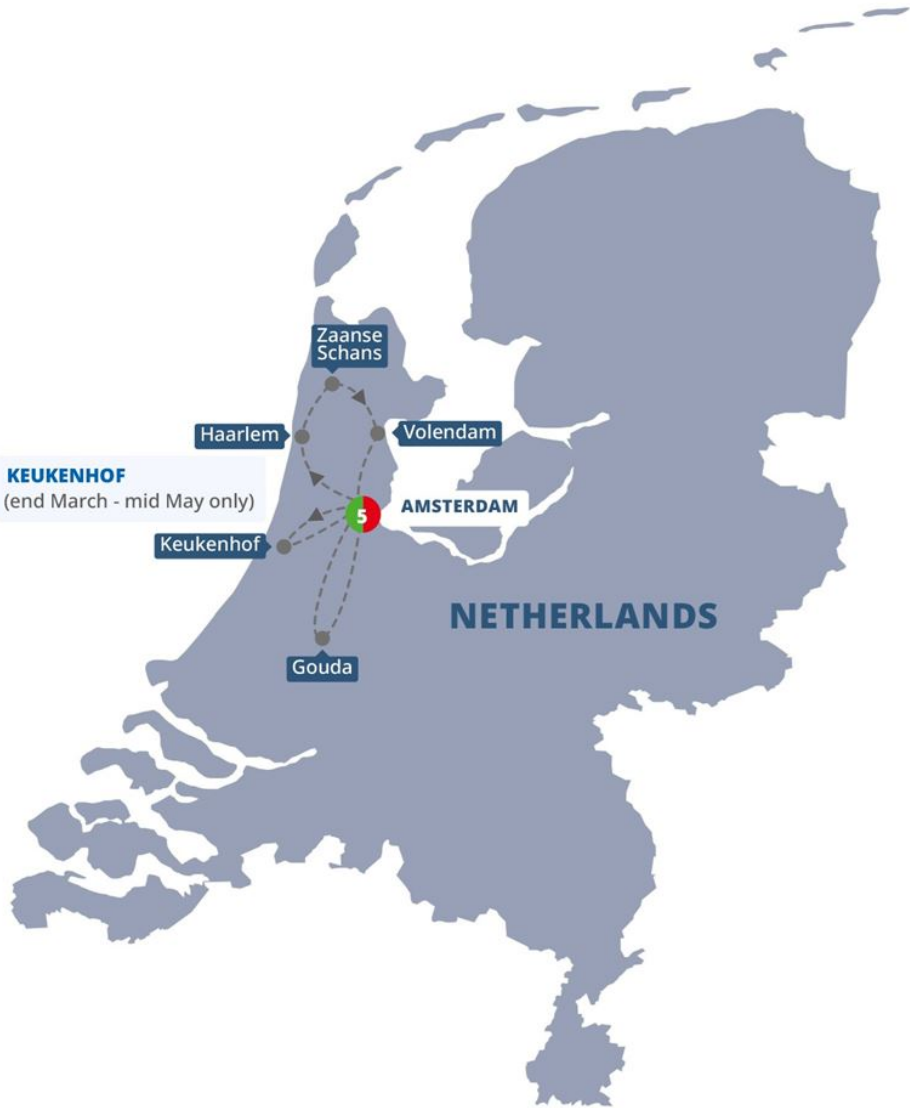 Zaanse
Schans
Haarlem
Volendam
KEUKENHOF
(end March - mid May only)
5
AMSTERDAM
Keukenhof
NETHERLANDS
Gouda